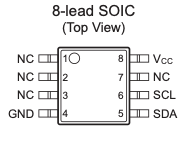 8-lead SOIC
(Top View)
NC 1 8 VCC
NC 2 7 NC
NC 3 6 SCL
GND 4 5 SDA